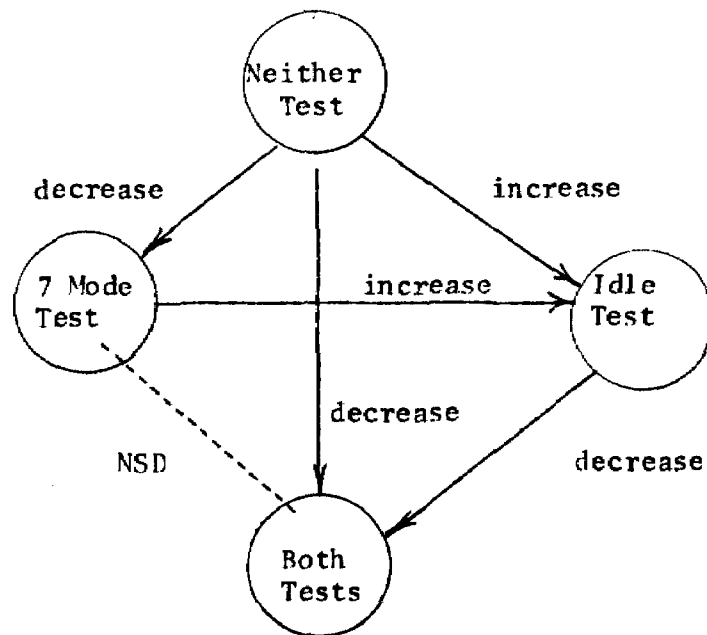 Neither
Test
decrease
increase
7 Mode
Test
increase
Idle
Test
decrease
NSD
decrease
Both
Tests